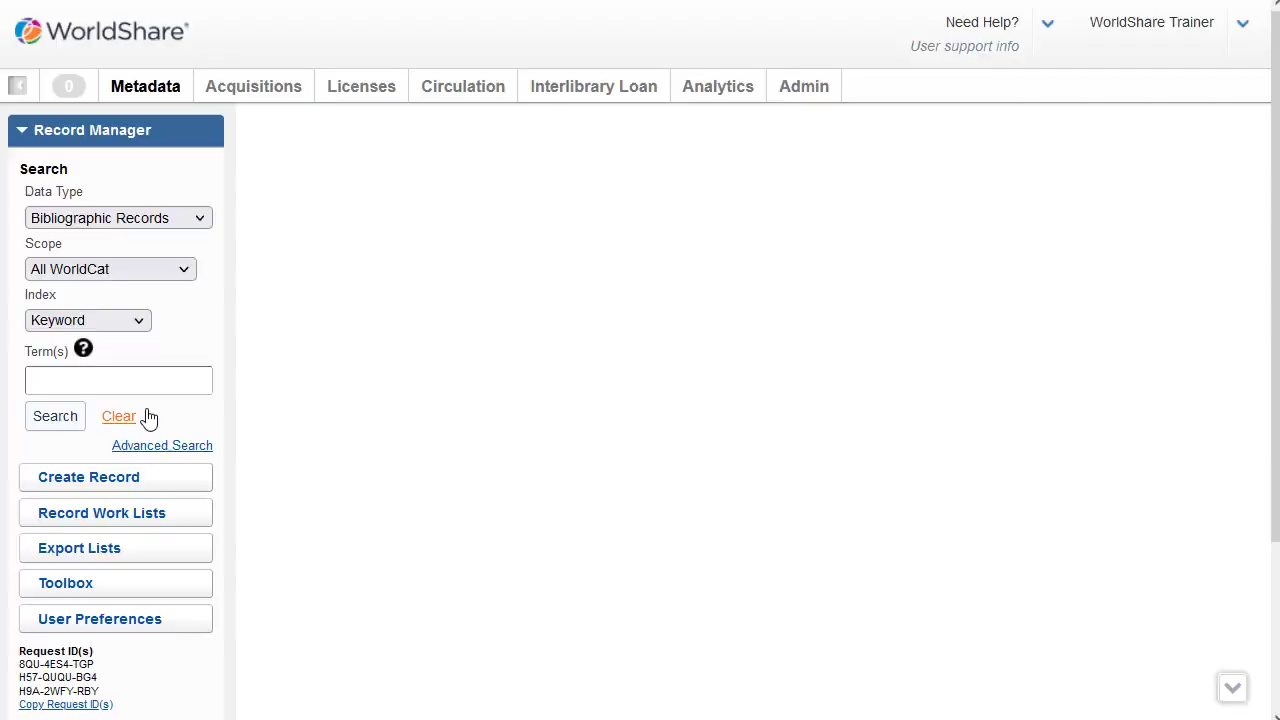 WorldShare®
Need Help?
User support info
WorldShare Trainer
0
Metadata
Acquisitions
Licenses
Circulation
Interlibrary Loan
Analytics
Admin
Record Manager
Search
Data Type
Bibliographic Records
Scope
All WorldCat
Index
Keyword
Term(s) ?
Search Clear
Advanced Search
Create Record
Record Work Lists
Export Lists
Toolbox
User Preferences
Request ID(s)
8QU-4ES4-TGP
H57-QUQU-BG4
H9A-2WFY-RBY
Copy Request ID(s)